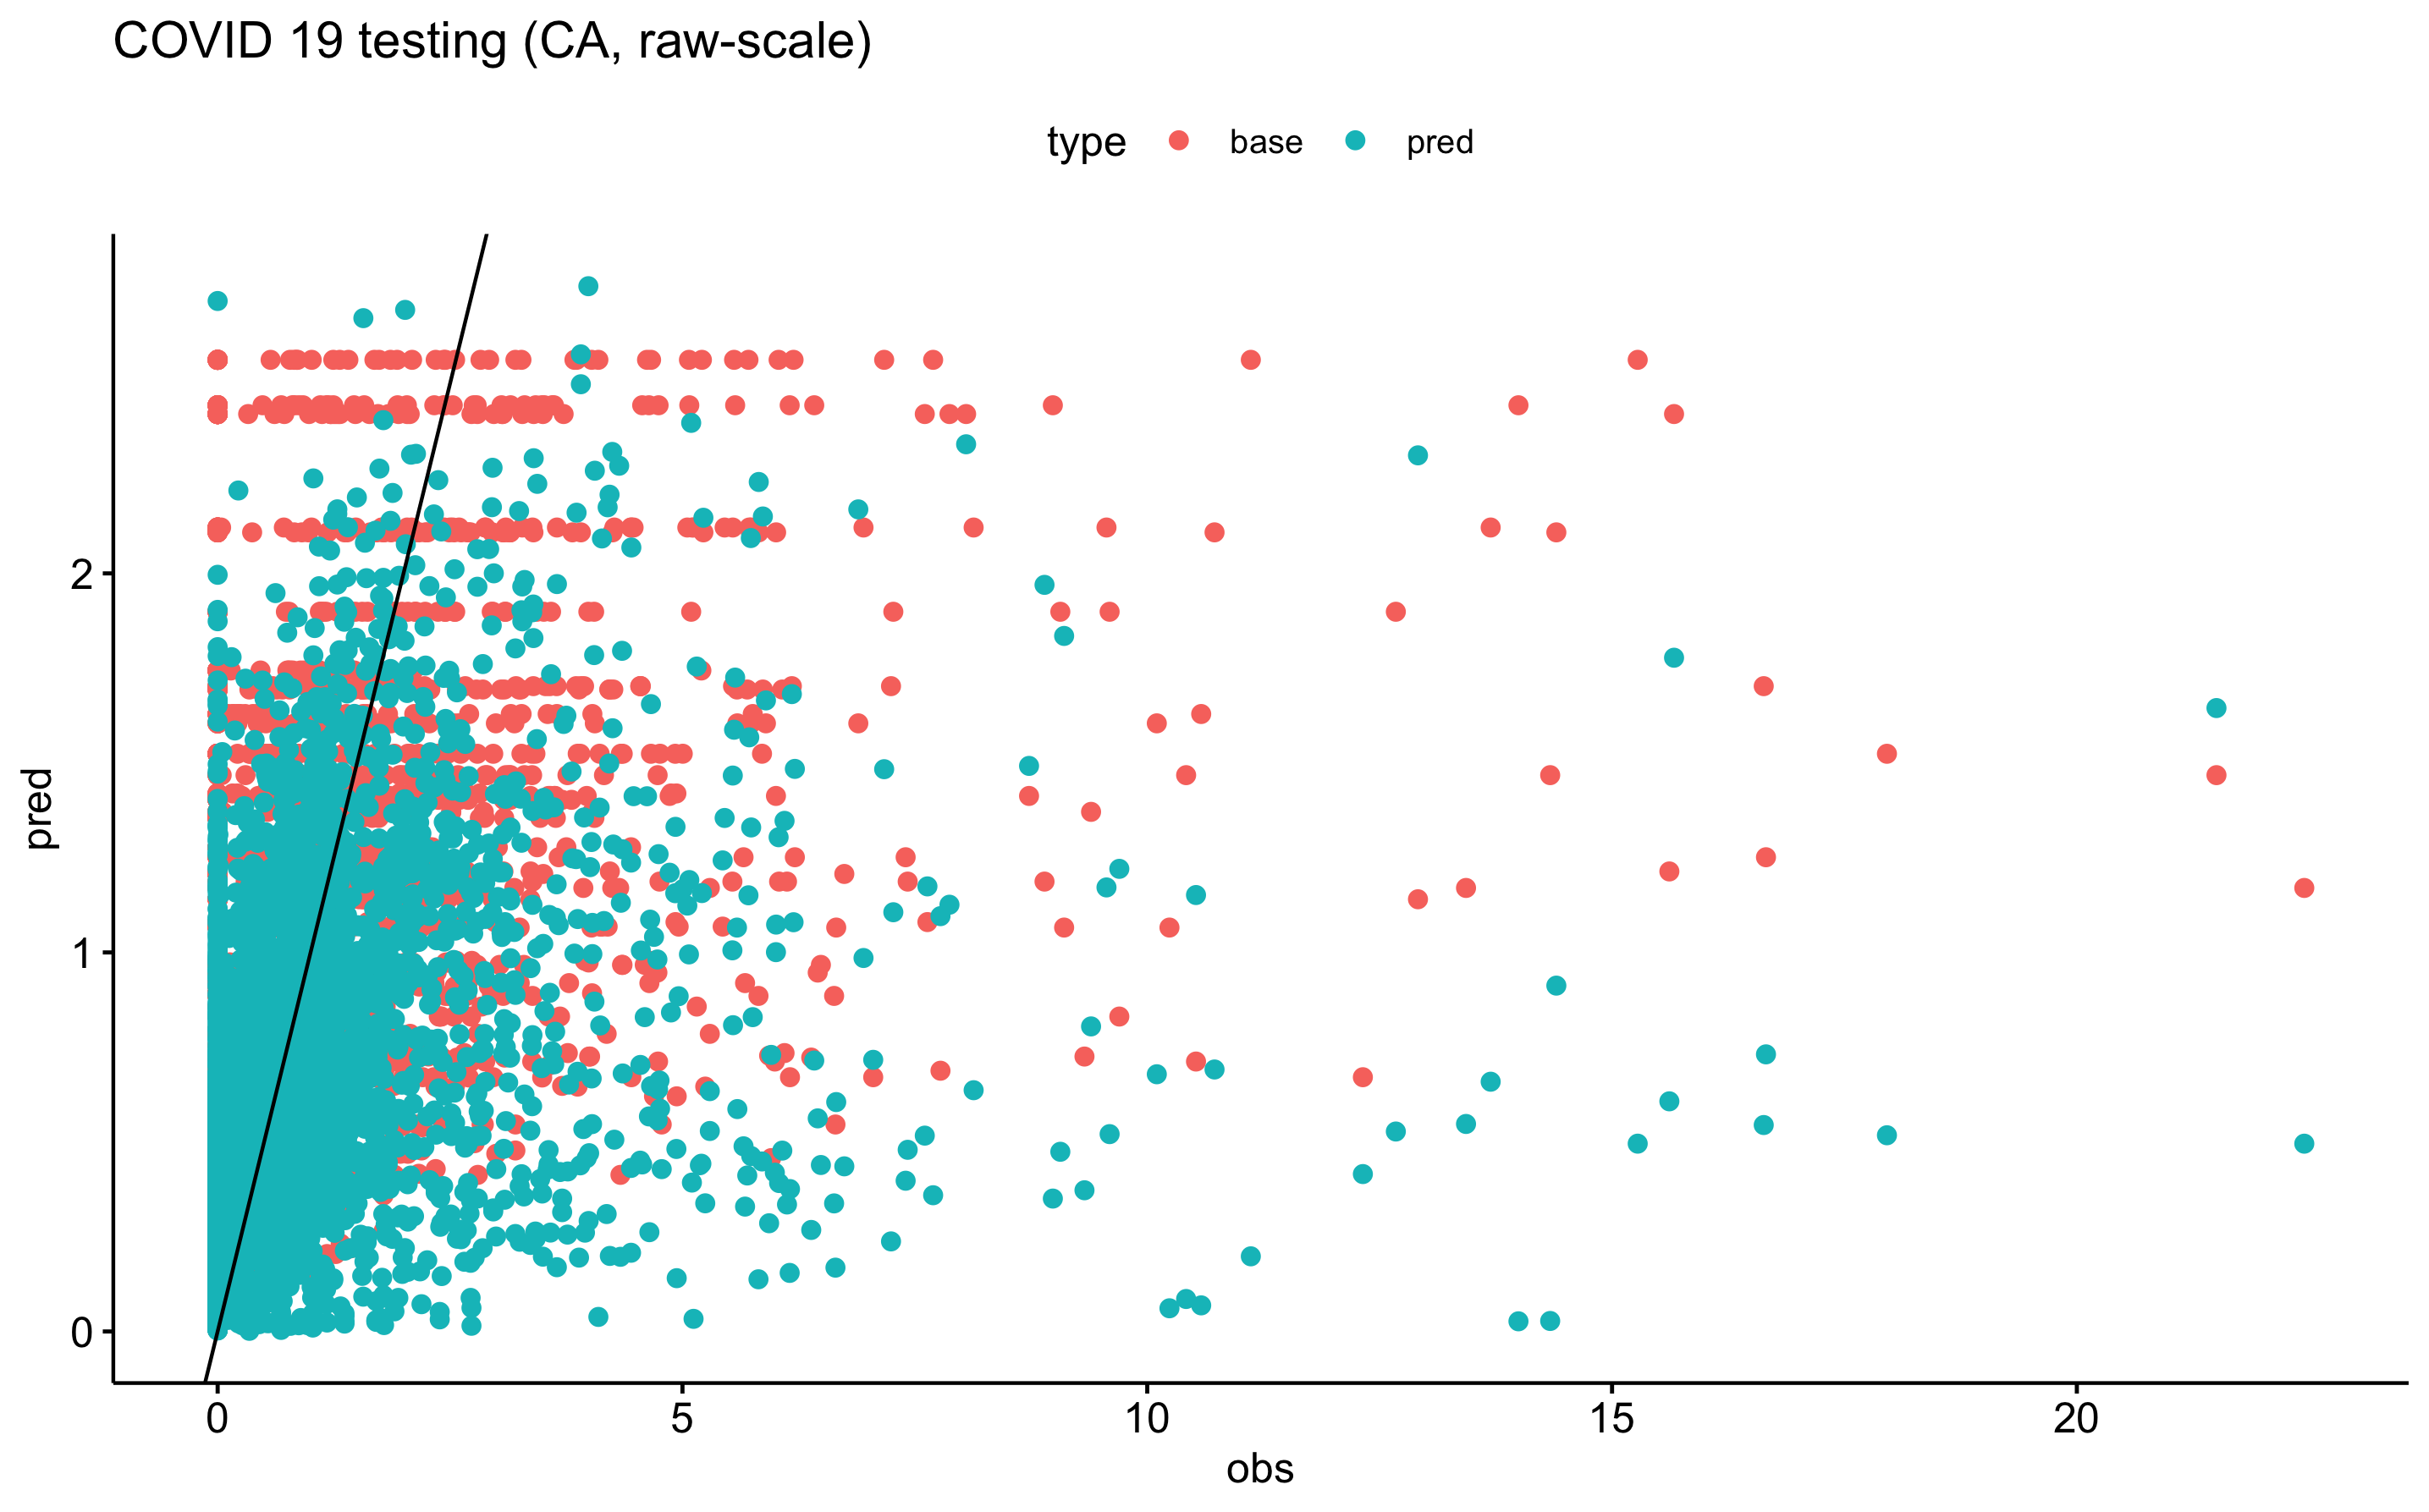 COVID 19 testing (CA, raw-scale)
type base pred
pred
2
1
0
0 5 10 15 20
obs